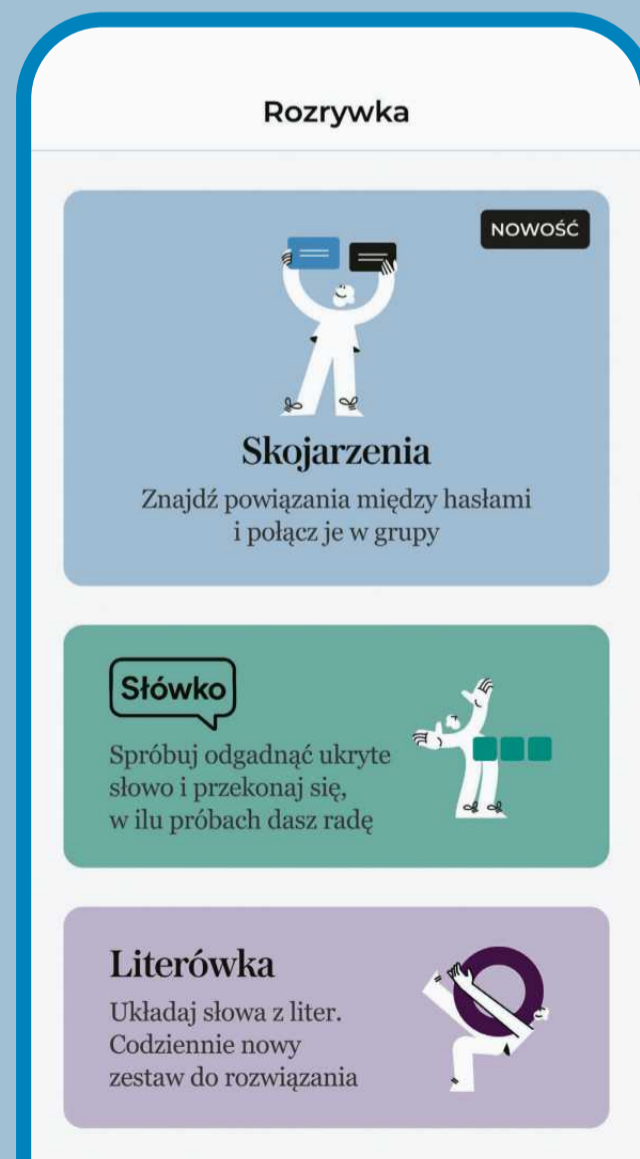 Rozrywka
NOWOŚĆ
Skojarzenia
Znajdź powiązania między hasłami
i połącz je w grupy
Słówko
Spróbuj odgadnąć ukryte
słowo i przekonaj się,
w ilu próbach dasz radę
Literówka
Układaj słowa z liter.
Codziennie nowy
zestaw do rozwiązania